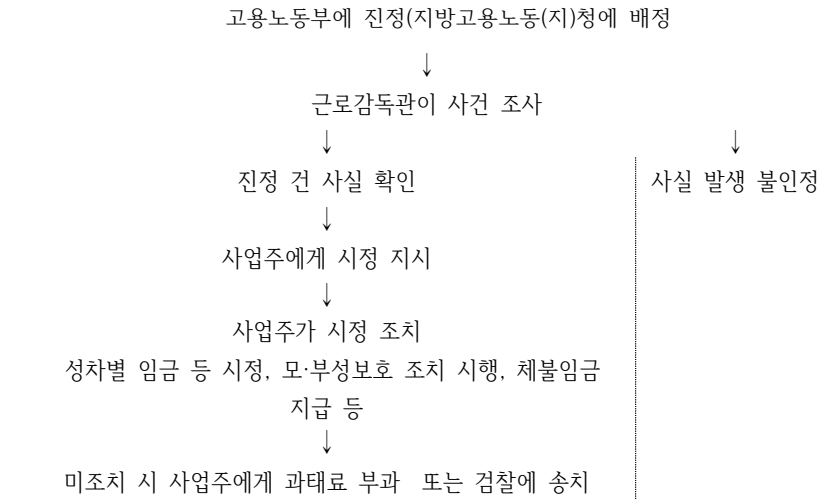 고용노동부에 진정(지방고용노동(지)청에 배정
↓
근로감독관이 사건 조사
↓ ↓
진정 건 사실 확인 사실 발생 불인정
↓
사업주에게 시정 지시
↓
사업주가 시정 조치
성차별 임금 등 시정, 모·부성보호 조치 시행, 체불임금
지급 등
↓
미조치 시 사업주에게 과태료 부과 또는 검찰에 송치